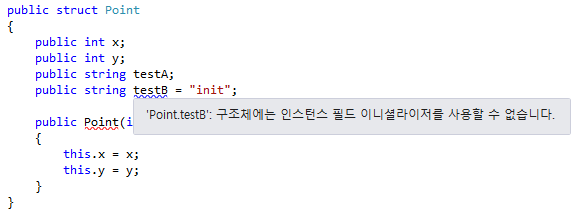 public struct Point
{
public int x;
public int y;
public string testA;
public string testB = "init";
'Point.testB': 구조체에는 인스턴스 필드 이니셜라이저를 사용할 수 없습니다.
public Point(i
{
this.x = x;
this.y = y;
}
}